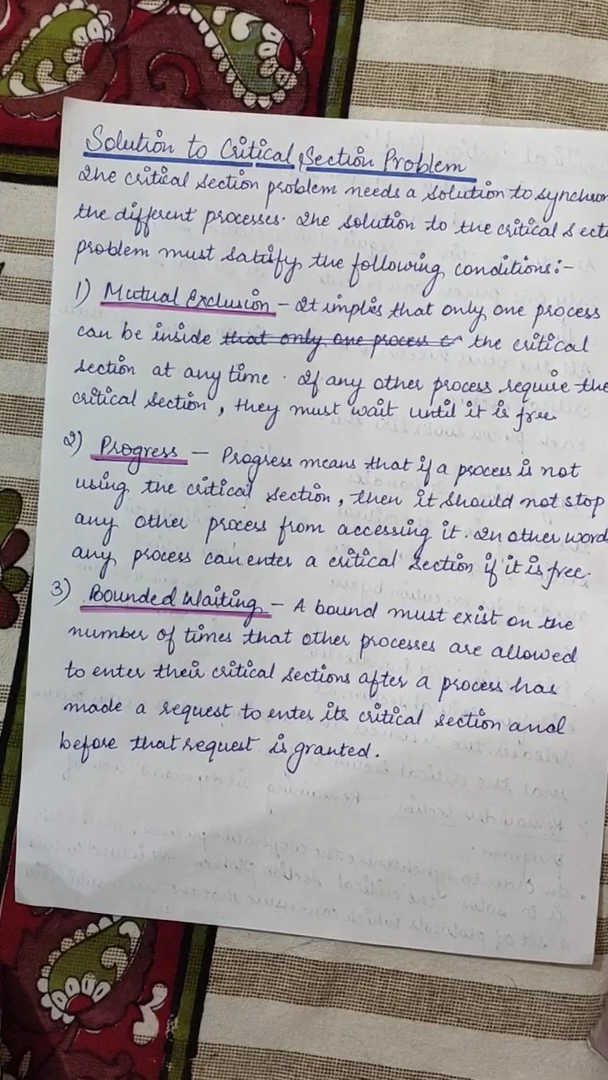 Solution to Critical Section Problem
The critical section problem needs a solution to synchron
the different processes. The solution to the critical secti
problem must satisfy the following conditions:-
1) Mutual Exclusion - It implies that only one process
can be inside that only one process c the critical
section at any time. If any other process require the
critical section, they must wait until it is free.
2) Progress - Progress means that if a process is not
using the critical section, then it should not stop
any other process from accessing it. In other word
any process can enter a critical section if it is free.
3) Bounded Waiting - A bound must exist on the
number of times that other processes are allowed
to enter their critical sections after a process has
made a request to enter its critical section and
before that request is granted.